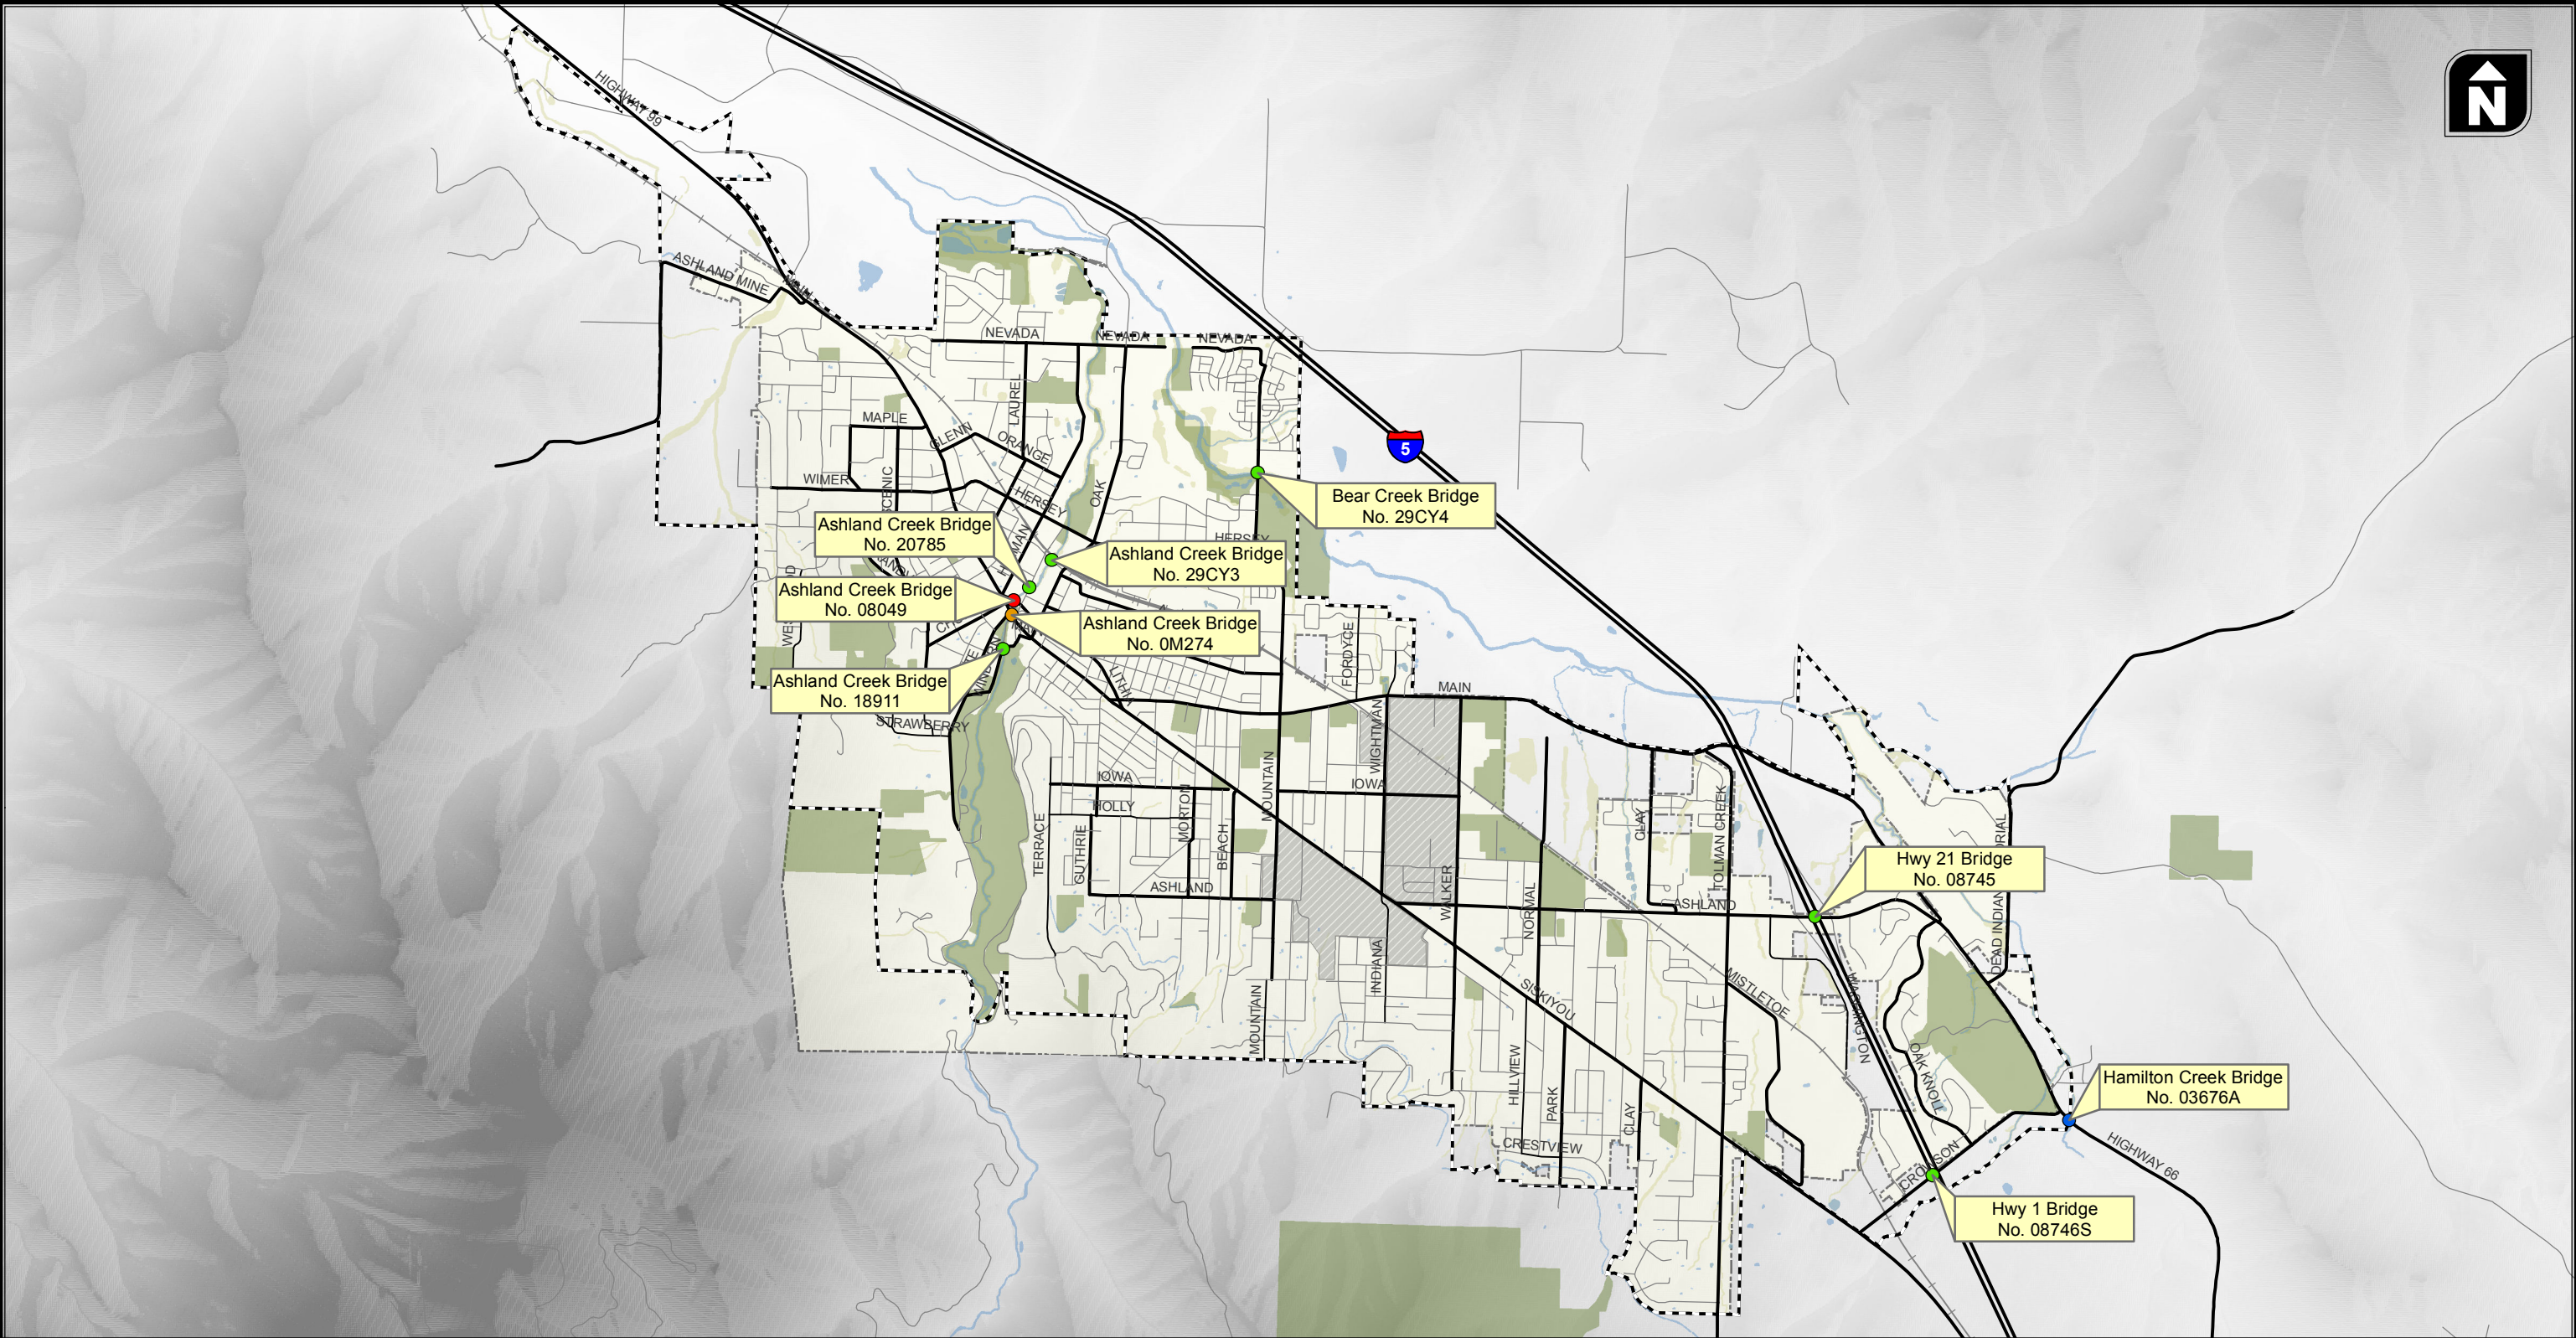 N
HIGHWAY 99
ASHLAND MINE
MAIN
NEVADA
NEVADA
NEVADA
LAUREL
MAPLE
GLENN
ORANGE
5
WIMER
SCENIC
HERSEY
OAK
Bear Creek Bridge
No. 29CY4
Ashland Creek Bridge
No. 20785
HERSEY
Ashland Creek Bridge
No. 29CY3
Ashland Creek Bridge
No. 08049
Ashland Creek Bridge
No. 0M274
FORDYCE
Ashland Creek Bridge
No. 18911
MAIN
STRAWBERRY
WIGHTMAN
IOWA
IOWA
HOLLY
MOUNTAIN
MORTON
BEACH
TERRACE
GUTHRIE
CLAY
TOLMAN CREEK
Hwy 21 Bridge
No. 08745
ASHLAND
WALKER
NORMAL
ASHLAND
DEAD INDIAN
INDIANA
MISTLETOE
SISKIYOU
WASHINGTON
MOUNTAIN
OAK KNOLL
HILLVIEW
PARK
CLAY
Hamilton Creek Bridge
No. 03676A
CRESTVIEW
CROWSON
HIGHWAY 66
Hwy 1 Bridge
No. 08746S